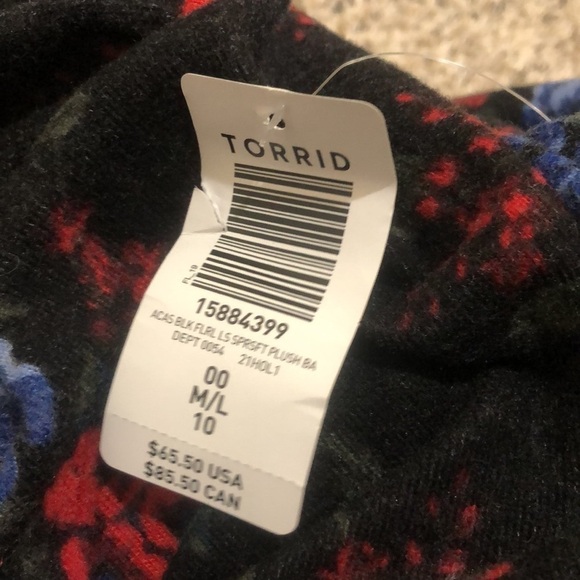 TORRID
FL_19
15884399
ACAS BLK FLRL LS SPRSFT PLUSH BA
DEPT 0054 21HOL1
00
M/L
10
$65.50 USA
$85.50 CAN